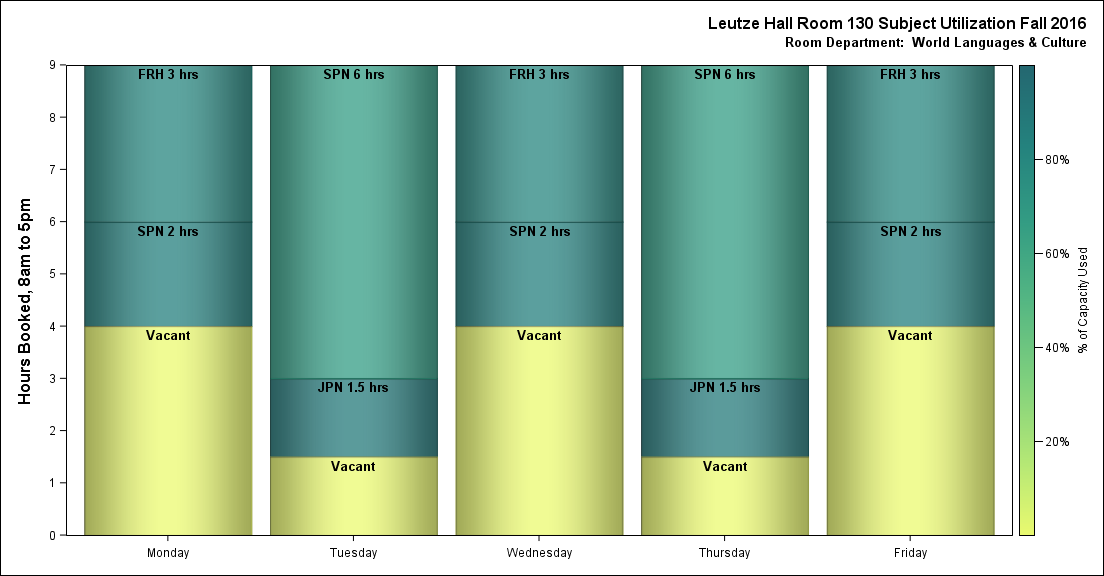 Leutze Hall Room 130 Subject Utilization Fall 2016
Room Department:  World Languages & Culture
Hours Booked, 8am to 5pm
9
8
7
6
5
4
3
2
1
0
FRH 3 hrs
SPN 2 hrs
Vacant
SPN 6 hrs
JPN 1.5 hrs
Vacant
FRH 3 hrs
SPN 2 hrs
Vacant
SPN 6 hrs
JPN 1.5 hrs
Vacant
FRH 3 hrs
SPN 2 hrs
Vacant
Monday
Tuesday
Wednesday
Thursday
Friday
80%
60%
40%
20%
% of Capacity Used